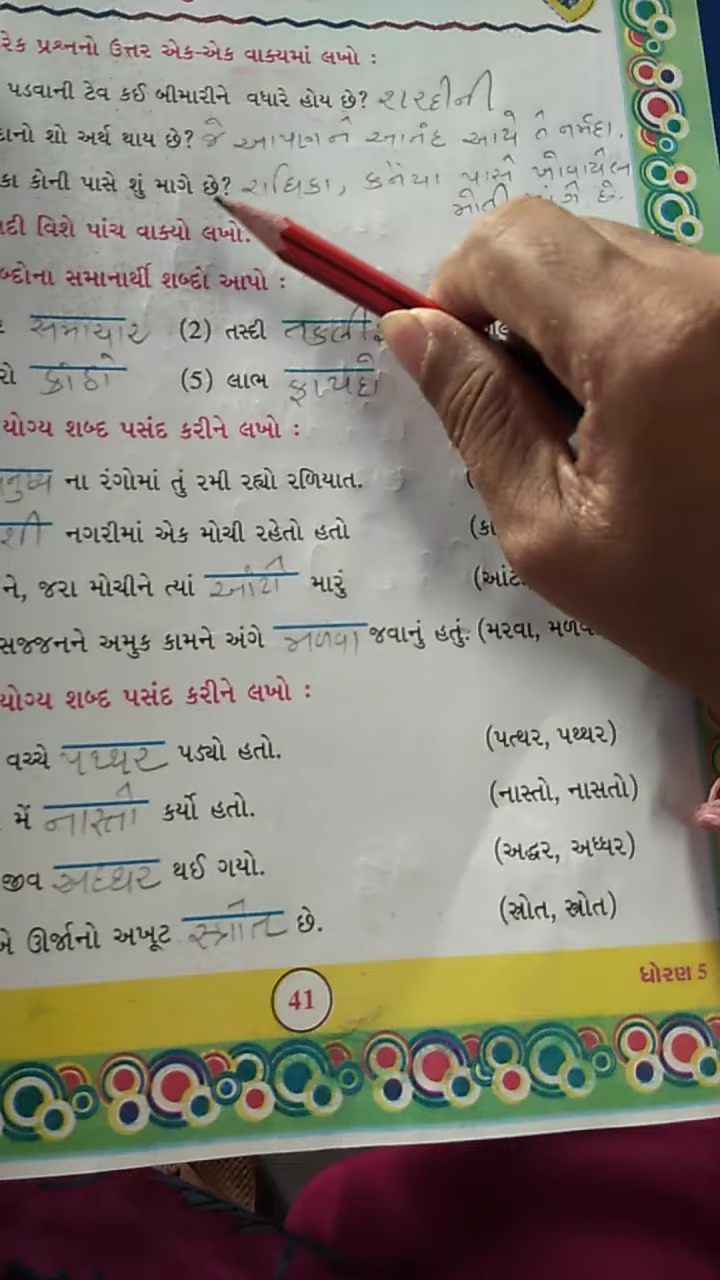 રેક પ્રશ્નનો ઉત્તર એક-એક વાક્યમાં લખો :
પડવાની ટેવ કઈ બીમારીને વધારે હોય છે? શરદીની
દાનો શો અર્થ થાય છે? જે આપણને આનંદ આપે તે નર્મદા.
કા કોની પાસે શું માગે છે? રાધિકા, કનૈયા પાસે ખોવાયેલ
મોતી માંગે છે.
દી વિશે પાંચ વાક્યો લખો.
બ્દોના સમાનાર્થી શબ્દો આપો :
સમાચાર (2) તસ્દી તકલીફ
રો કાંઠો (5) લાભ ફાયદો
યોગ્ય શબ્દ પસંદ કરીને લખો :
નુષ્ય ના રંગોમાં તું રમી રહ્યો રળિયાત. (
શી નગરીમાં એક મોચી રહેતો હતો (કા
ને, જરા મોચીને ત્યાં આંટો મારું (આંટ
સજ્જનને અમુક કામને અંગે મળવા જવાનું હતું. (મરવા, મળવ
યોગ્ય શબ્દ પસંદ કરીને લખો :
વચ્ચે પથ્થર પડ્યો હતો. (પત્થર, પથ્થર)
મેં નાસ્તો કર્યો હતો. (નાસ્તો, નાસતો)
જીવ અધ્ધર થઈ ગયો. (અદ્ધર, અધ્ધર)
એ ઊર્જાનો અખૂટ સ્ત્રોત છે. (સ્રોત, સ્ત્રોત)
41
ધોરણ 5